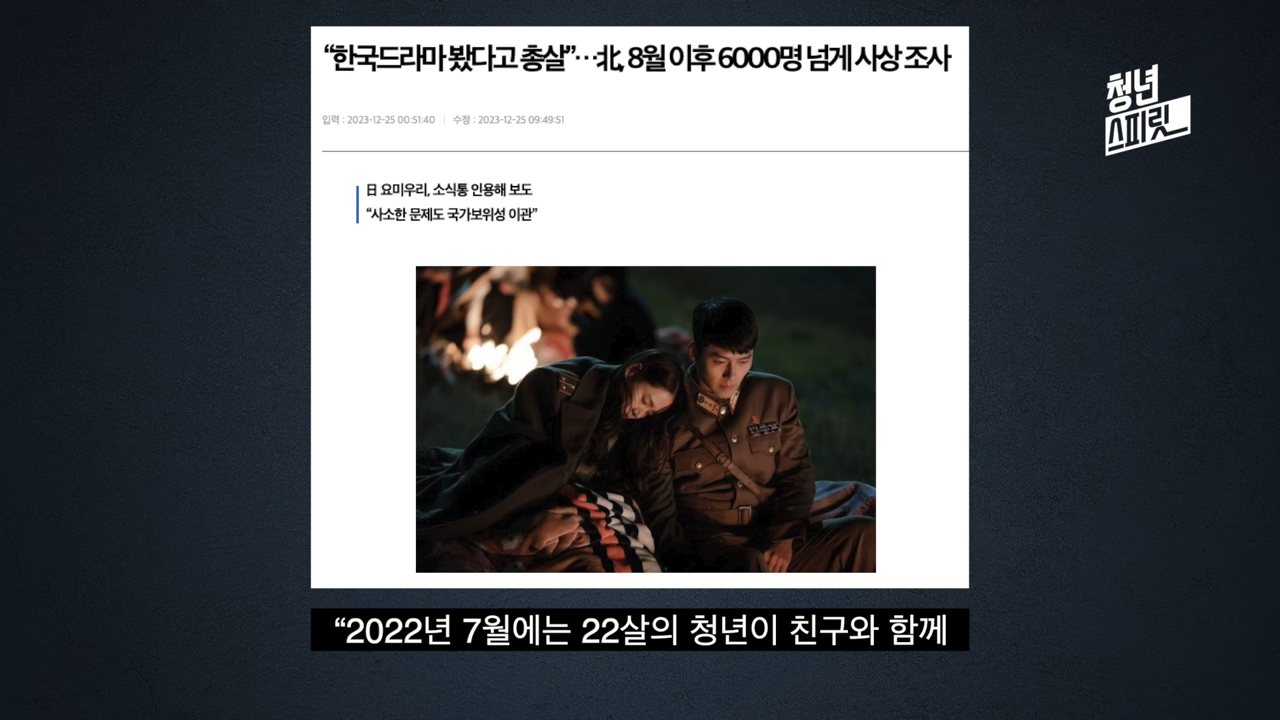 “한국드라마 봤다고 총살”…北, 8월 이후 6000명 넘게 사상 조사
청년
스피릿
입력 : 2023-12-25 00:51:40 | 수정 : 2023-12-25 09:49:51
日 요미우리, 소식통 인용해 보도
“사소한 문제도 국가보위성 이관”
“2022년 7월에는 22살의 청년이 친구와 함께